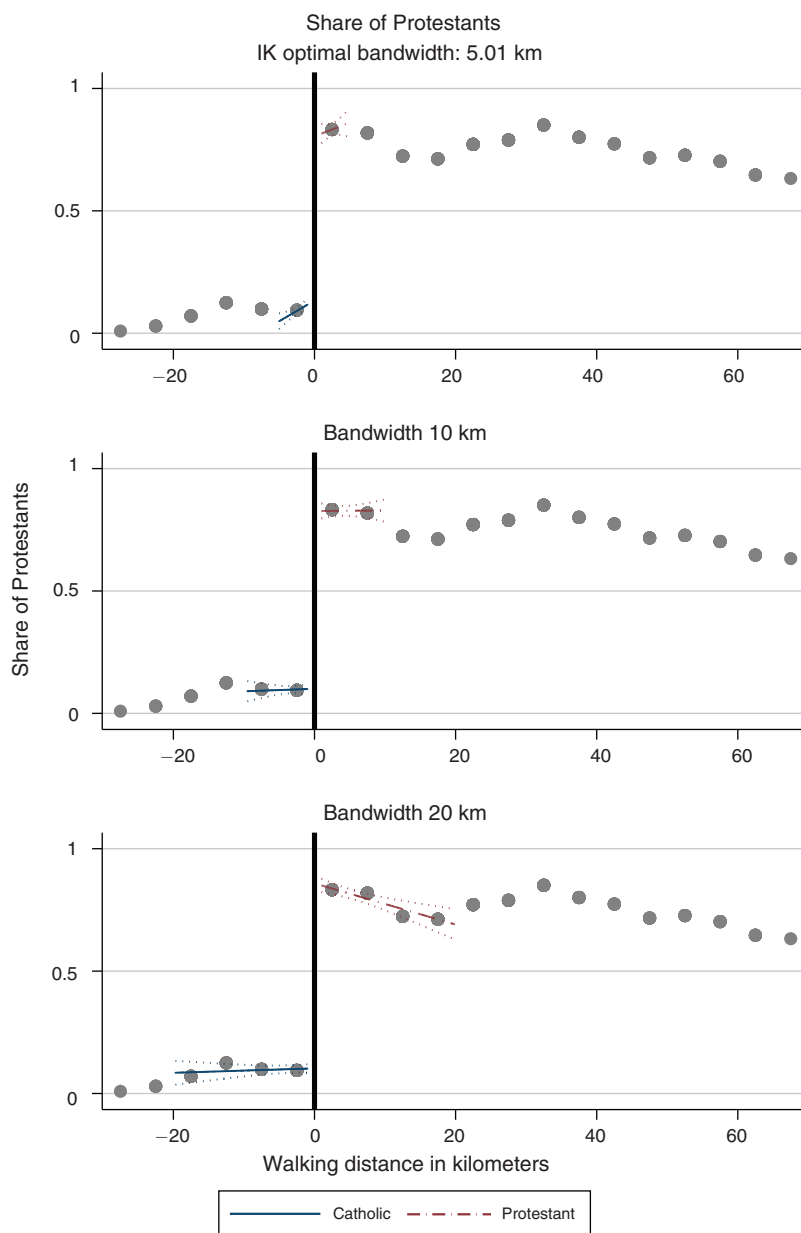 Share of Protestants
IK optimal bandwidth: 5.01 km
1
0.5
0
−20 0 20 40 60
Bandwidth 10 km
1
0.5
0
−20 0 20 40 60
Share of Protestants
Bandwidth 20 km
1
0.5
0
−20 0 20 40 60
Walking distance in kilometers
Catholic Protestant